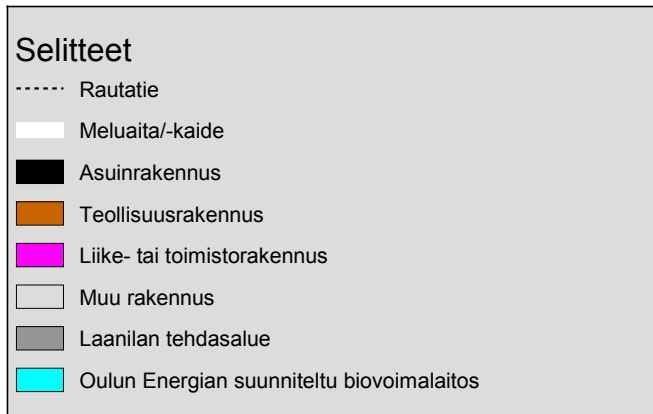 Selitteet
Rautatie
Meluaita/-kaide
Asuinrakennus
Teollisuusrakennus
Liike- tai toimistorakennus
Muu rakennus
Laanilan tehdasalue
Oulun Energian suunniteltu biovoimalaitos